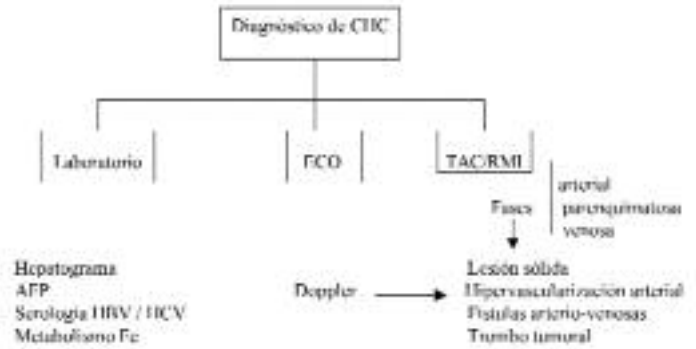 Diagnóstico de CHC
Laboratorio
ECO
TAC/RMI
Fases
arterial
parenquimatosa
venosa
Hepatograma
AFP
Serología HBV / HCV
Metabolismo Fe
Doppler
Lesión sólida
Hipervascularización arterial
Fístulas arterio-venosas
Trombo tumoral